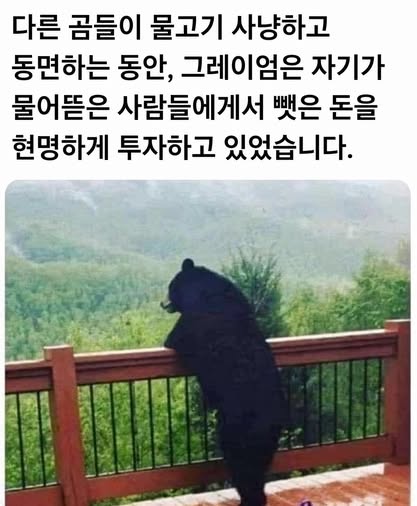 다른 곰들이 물고기 사냥하고
동면하는 동안, 그레이엄은 자기가
물어뜯은 사람들에게서 뺏은 돈을
현명하게 투자하고 있었습니다.